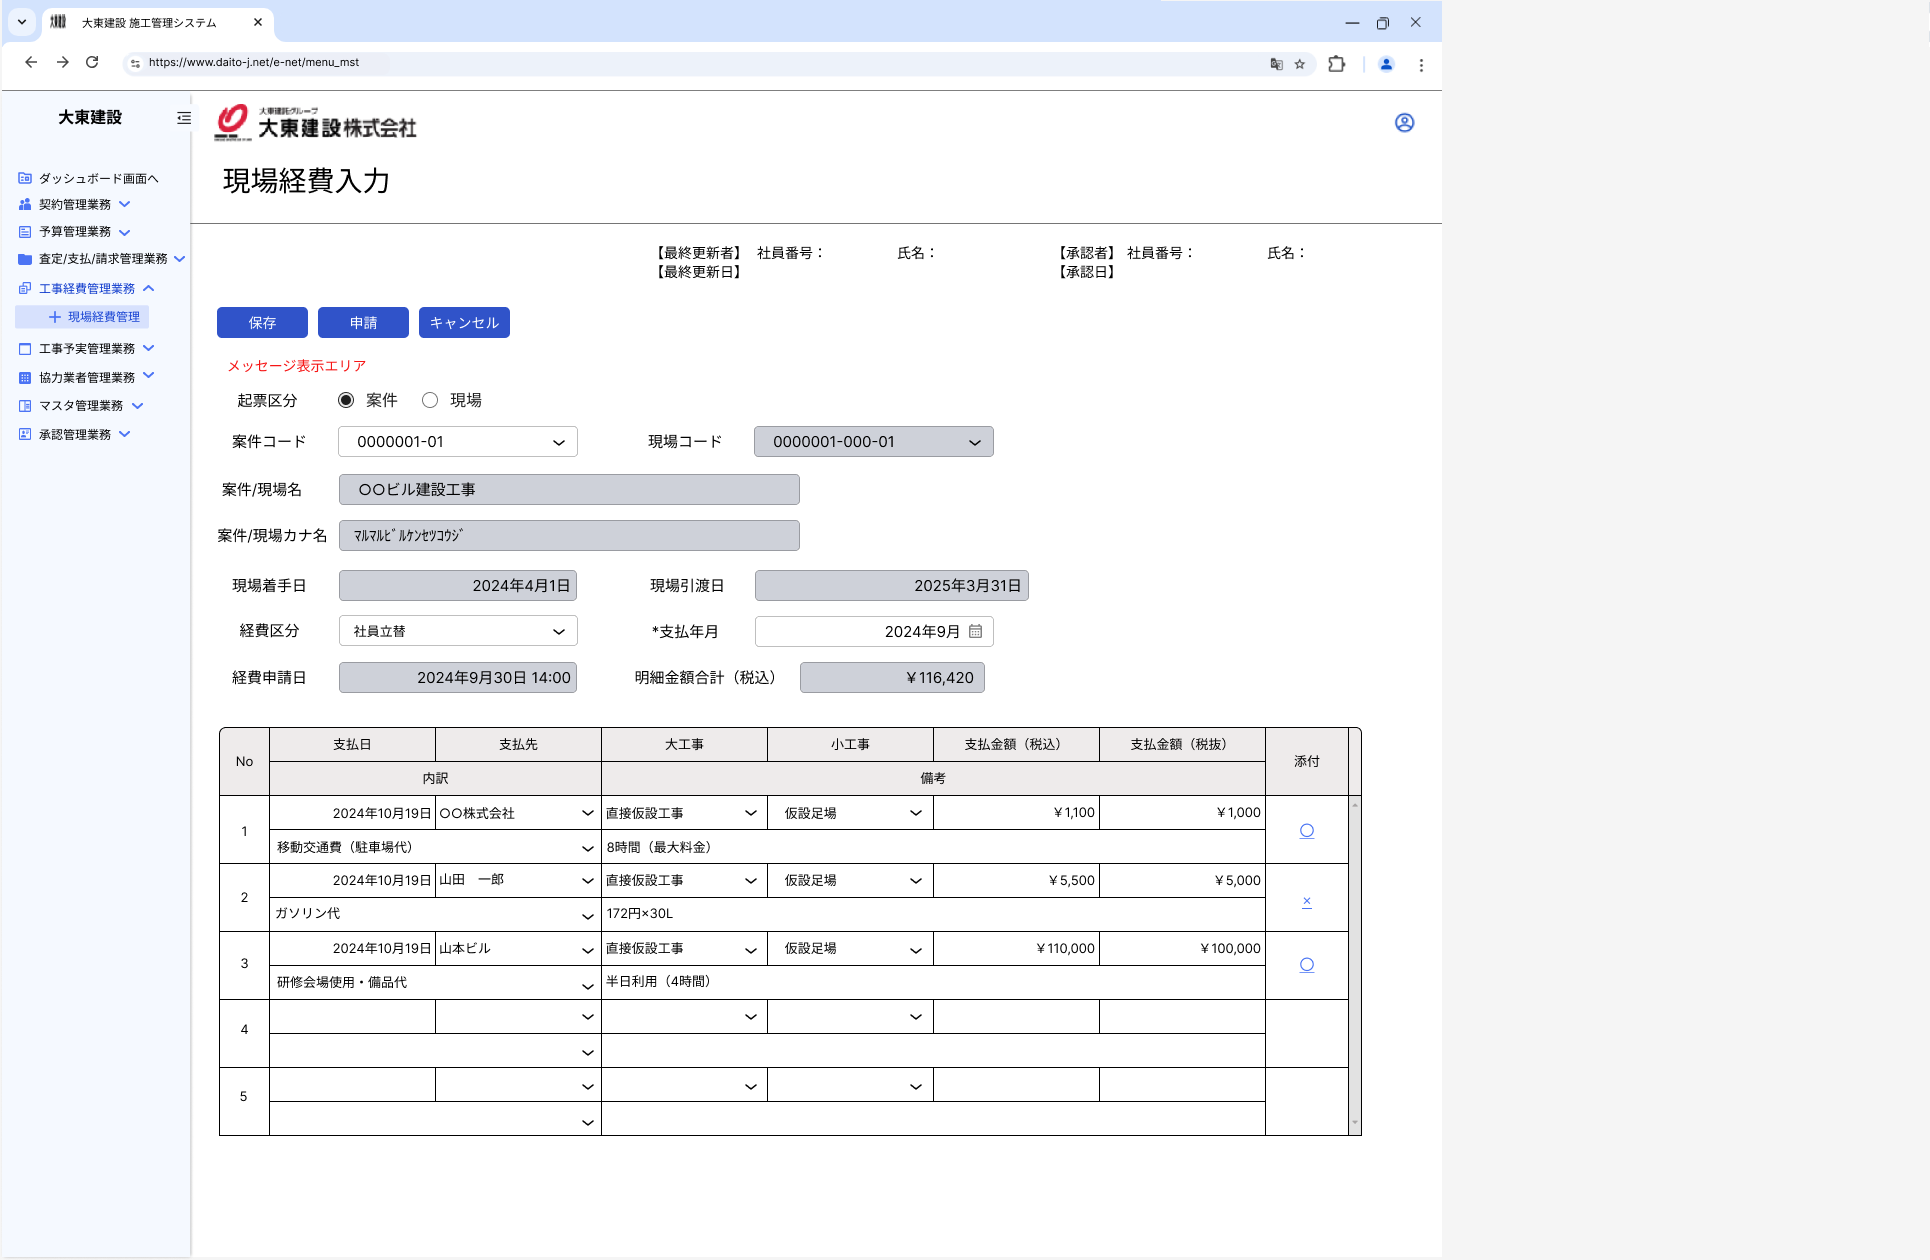 大東建設 施工管理システム
https://www.daito-j.net/e-net/menu_mst
大東建設
大東建託グループ
大東建設株式会社
現場経費入力
ダッシュボード画面へ
契約管理業務
予算管理業務
査定/支払/請求管理業務
工事経費管理業務
現場経費管理
工事予実管理業務
協力業者管理業務
マスタ管理業務
承認管理業務
【最終更新者】 社員番号： 氏名： 【承認者】 社員番号： 氏名：
【最終更新日】 【承認日】
保存 申請 キャンセル
メッセージ表示エリア
起票区分 案件 現場
案件コード 0000001-01 現場コード 0000001-000-01
案件/現場名 〇〇ビル建設工事
案件/現場カナ名 ﾏﾙﾏﾙﾋﾞﾙｹﾝｾﾂｺｳｼﾞ
現場着手日 2024年4月1日 現場引渡日 2025年3月31日
経費区分 社員立替 *支払年月 2024年9月
経費申請日 2024年9月30日 14:00 明細金額合計（税込） ￥116,420
No 支払日 支払先 大工事 小工事 支払金額（税込） 支払金額（税抜） 添付
内訳 備考
1 2024年10月19日 〇〇株式会社 直接仮設工事 仮設足場 ￥1,100 ￥1,000 〇
移動交通費（駐車場代） 8時間（最大料金）
2 2024年10月19日 山田　一郎 直接仮設工事 仮設足場 ￥5,500 ￥5,000 ×
ガソリン代 172円×30L
3 2024年10月19日 山本ビル 直接仮設工事 仮設足場 ￥110,000 ￥100,000 〇
研修会場使用・備品代 半日利用（4時間）
4
5